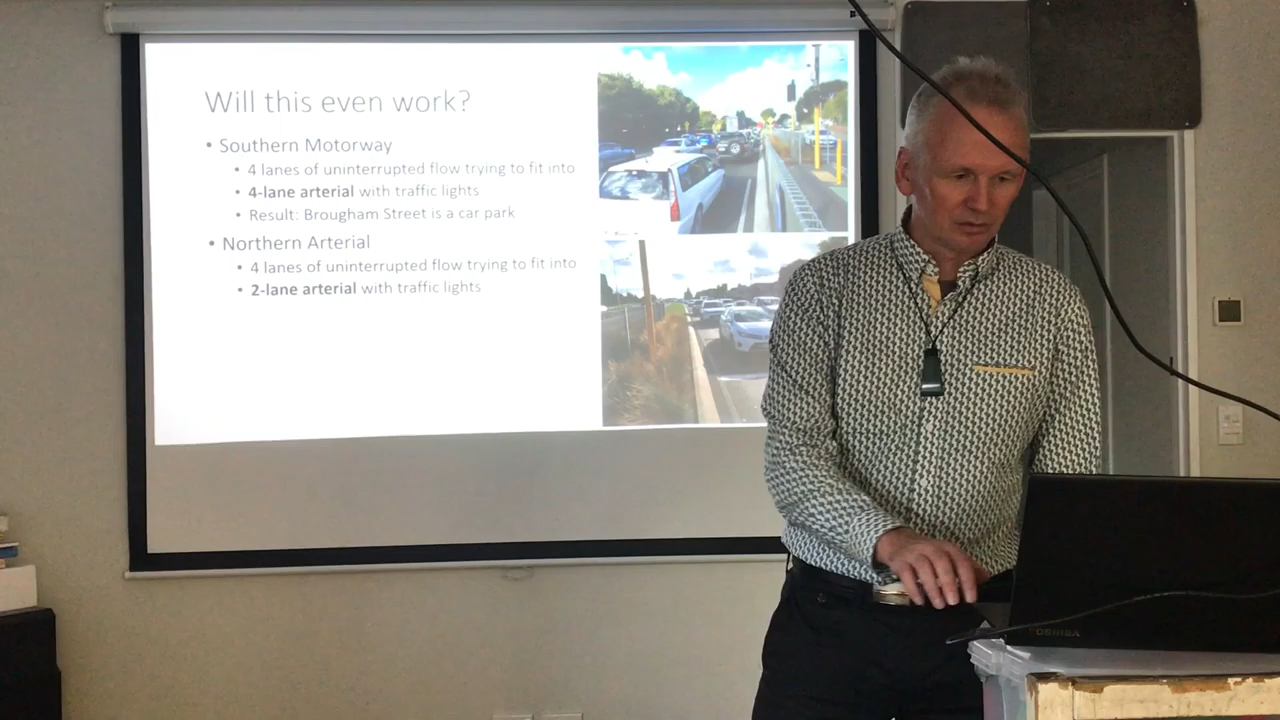 Will this even work?
• Southern Motorway
• 4 lanes of uninterrupted flow trying to fit into
• 4-lane arterial with traffic lights
• Result: Brougham Street is a car park
• Northern Arterial
• 4 lanes of uninterrupted flow trying to fit into
• 2-lane arterial with traffic lights
TOSHIBA